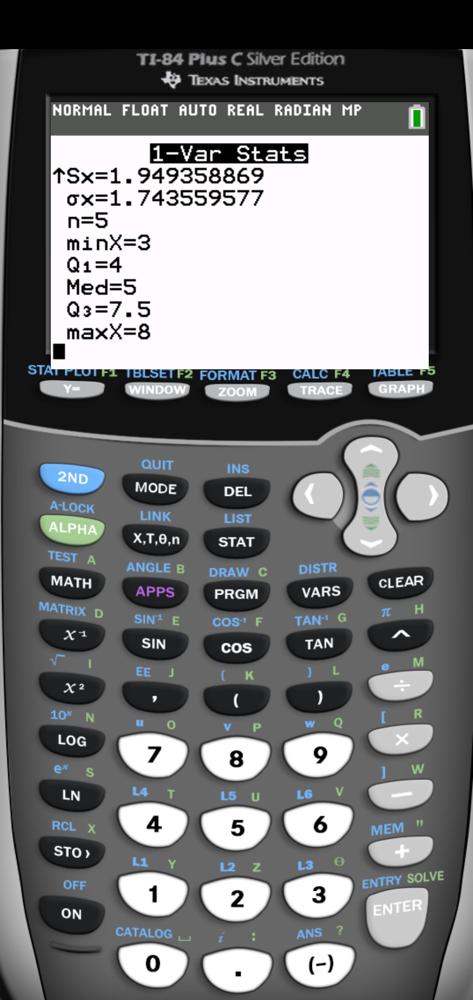 TI-84 Plus C Silver Edition
TEXAS INSTRUMENTS
NORMAL FLOAT AUTO REAL RADIAN MP
1-Var Stats
↑Sx=1.949358869
σx=1.743559577
n=5
minX=3
Q₁=4
Med=5
Q₃=7.5
maxX=8
STAT PLOT F1 TBLSET F2 FORMAT F3 CALC F4 TABLE F5
Y= WINDOW ZOOM TRACE GRAPH
QUIT INS
2ND MODE DEL
A-LOCK LINK LIST
ALPHA X,T,θ,n STAT
TEST A ANGLE B DRAW C DISTR
MATH APPS PRGM VARS CLEAR
MATRIX D SIN⁻¹ E COS⁻¹ F TAN⁻¹ G π H
x⁻¹ SIN COS TAN ^
√‾ I EE J { K } L e M
x² , ( ) ÷
10ˣ N u O v P w Q [ R
LOG 7 8 9 ×
eˣ S L4 T L5 U L6 V ] W
LN 4 5 6 —
RCL X L1 Y L2 Z L3 Θ MEM "
STO › 1 2 3 +
OFF CATALOG ⎵ i : ANS ? ENTRY SOLVE
ON 0 . (-) ENTER